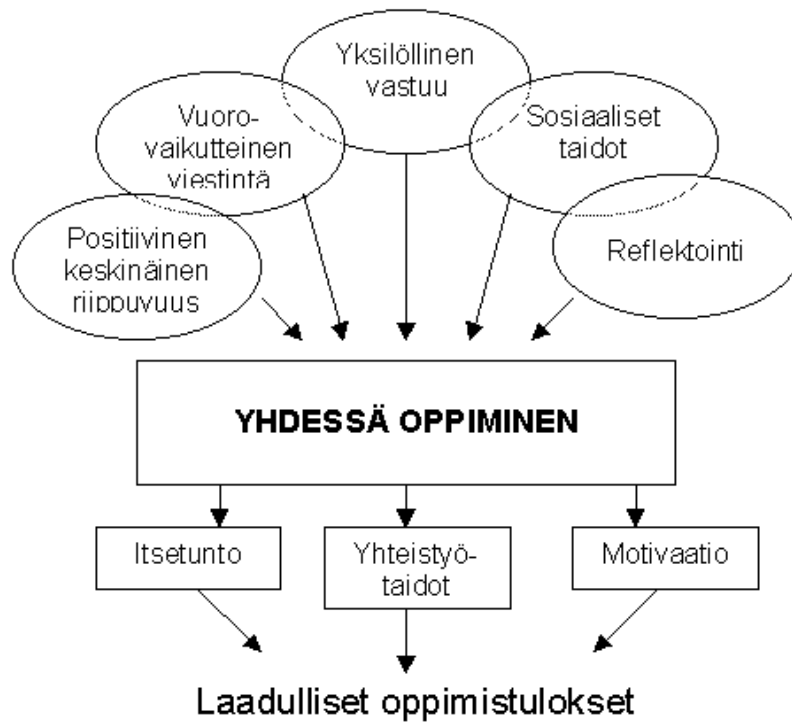 Yksilöllinen
vastuu
Vuoro-
vaikutteinen
viestintä
Sosiaaliset
taidot
Positiivinen
keskinäinen
riippuvuus
Reflektointi
YHDESSÄ OPPIMINEN
Itsetunto
Yhteistyö-
taidot
Motivaatio
Laadulliset oppimistulokset